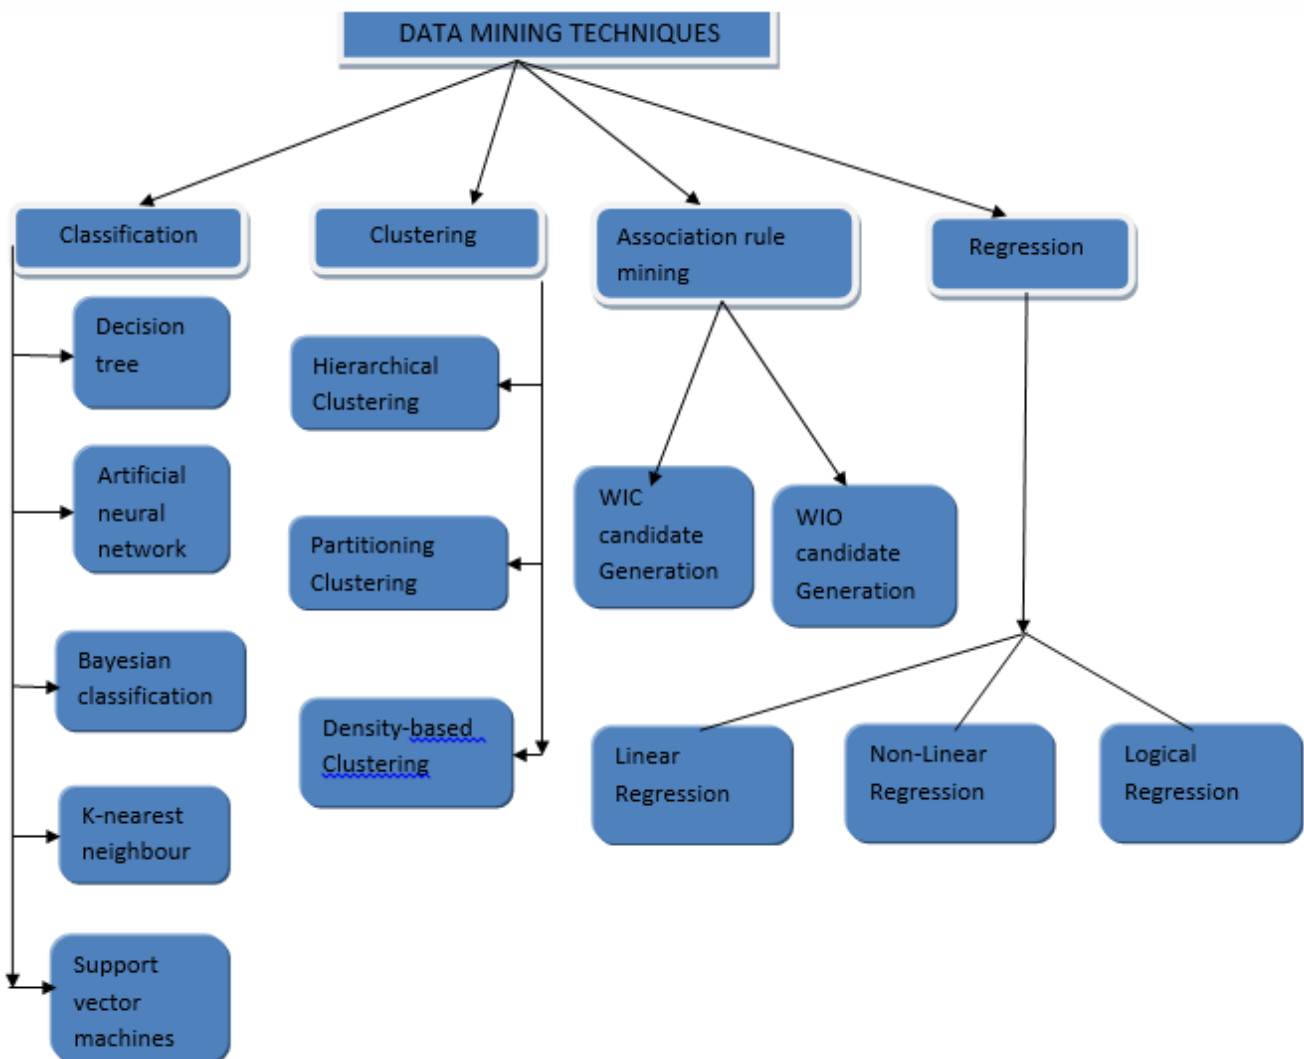 DATA MINING TECHNIQUES
Classification
Clustering
Association rule
mining
Regression
Decision
tree
Artificial
neural
network
Bayesian
classification
K-nearest
neighbour
Support
vector
machines
Hierarchical
Clustering
Partitioning
Clustering
Density-based
Clustering
WIC
candidate
Generation
WIO
candidate
Generation
Linear
Regression
Non-Linear
Regression
Logical
Regression